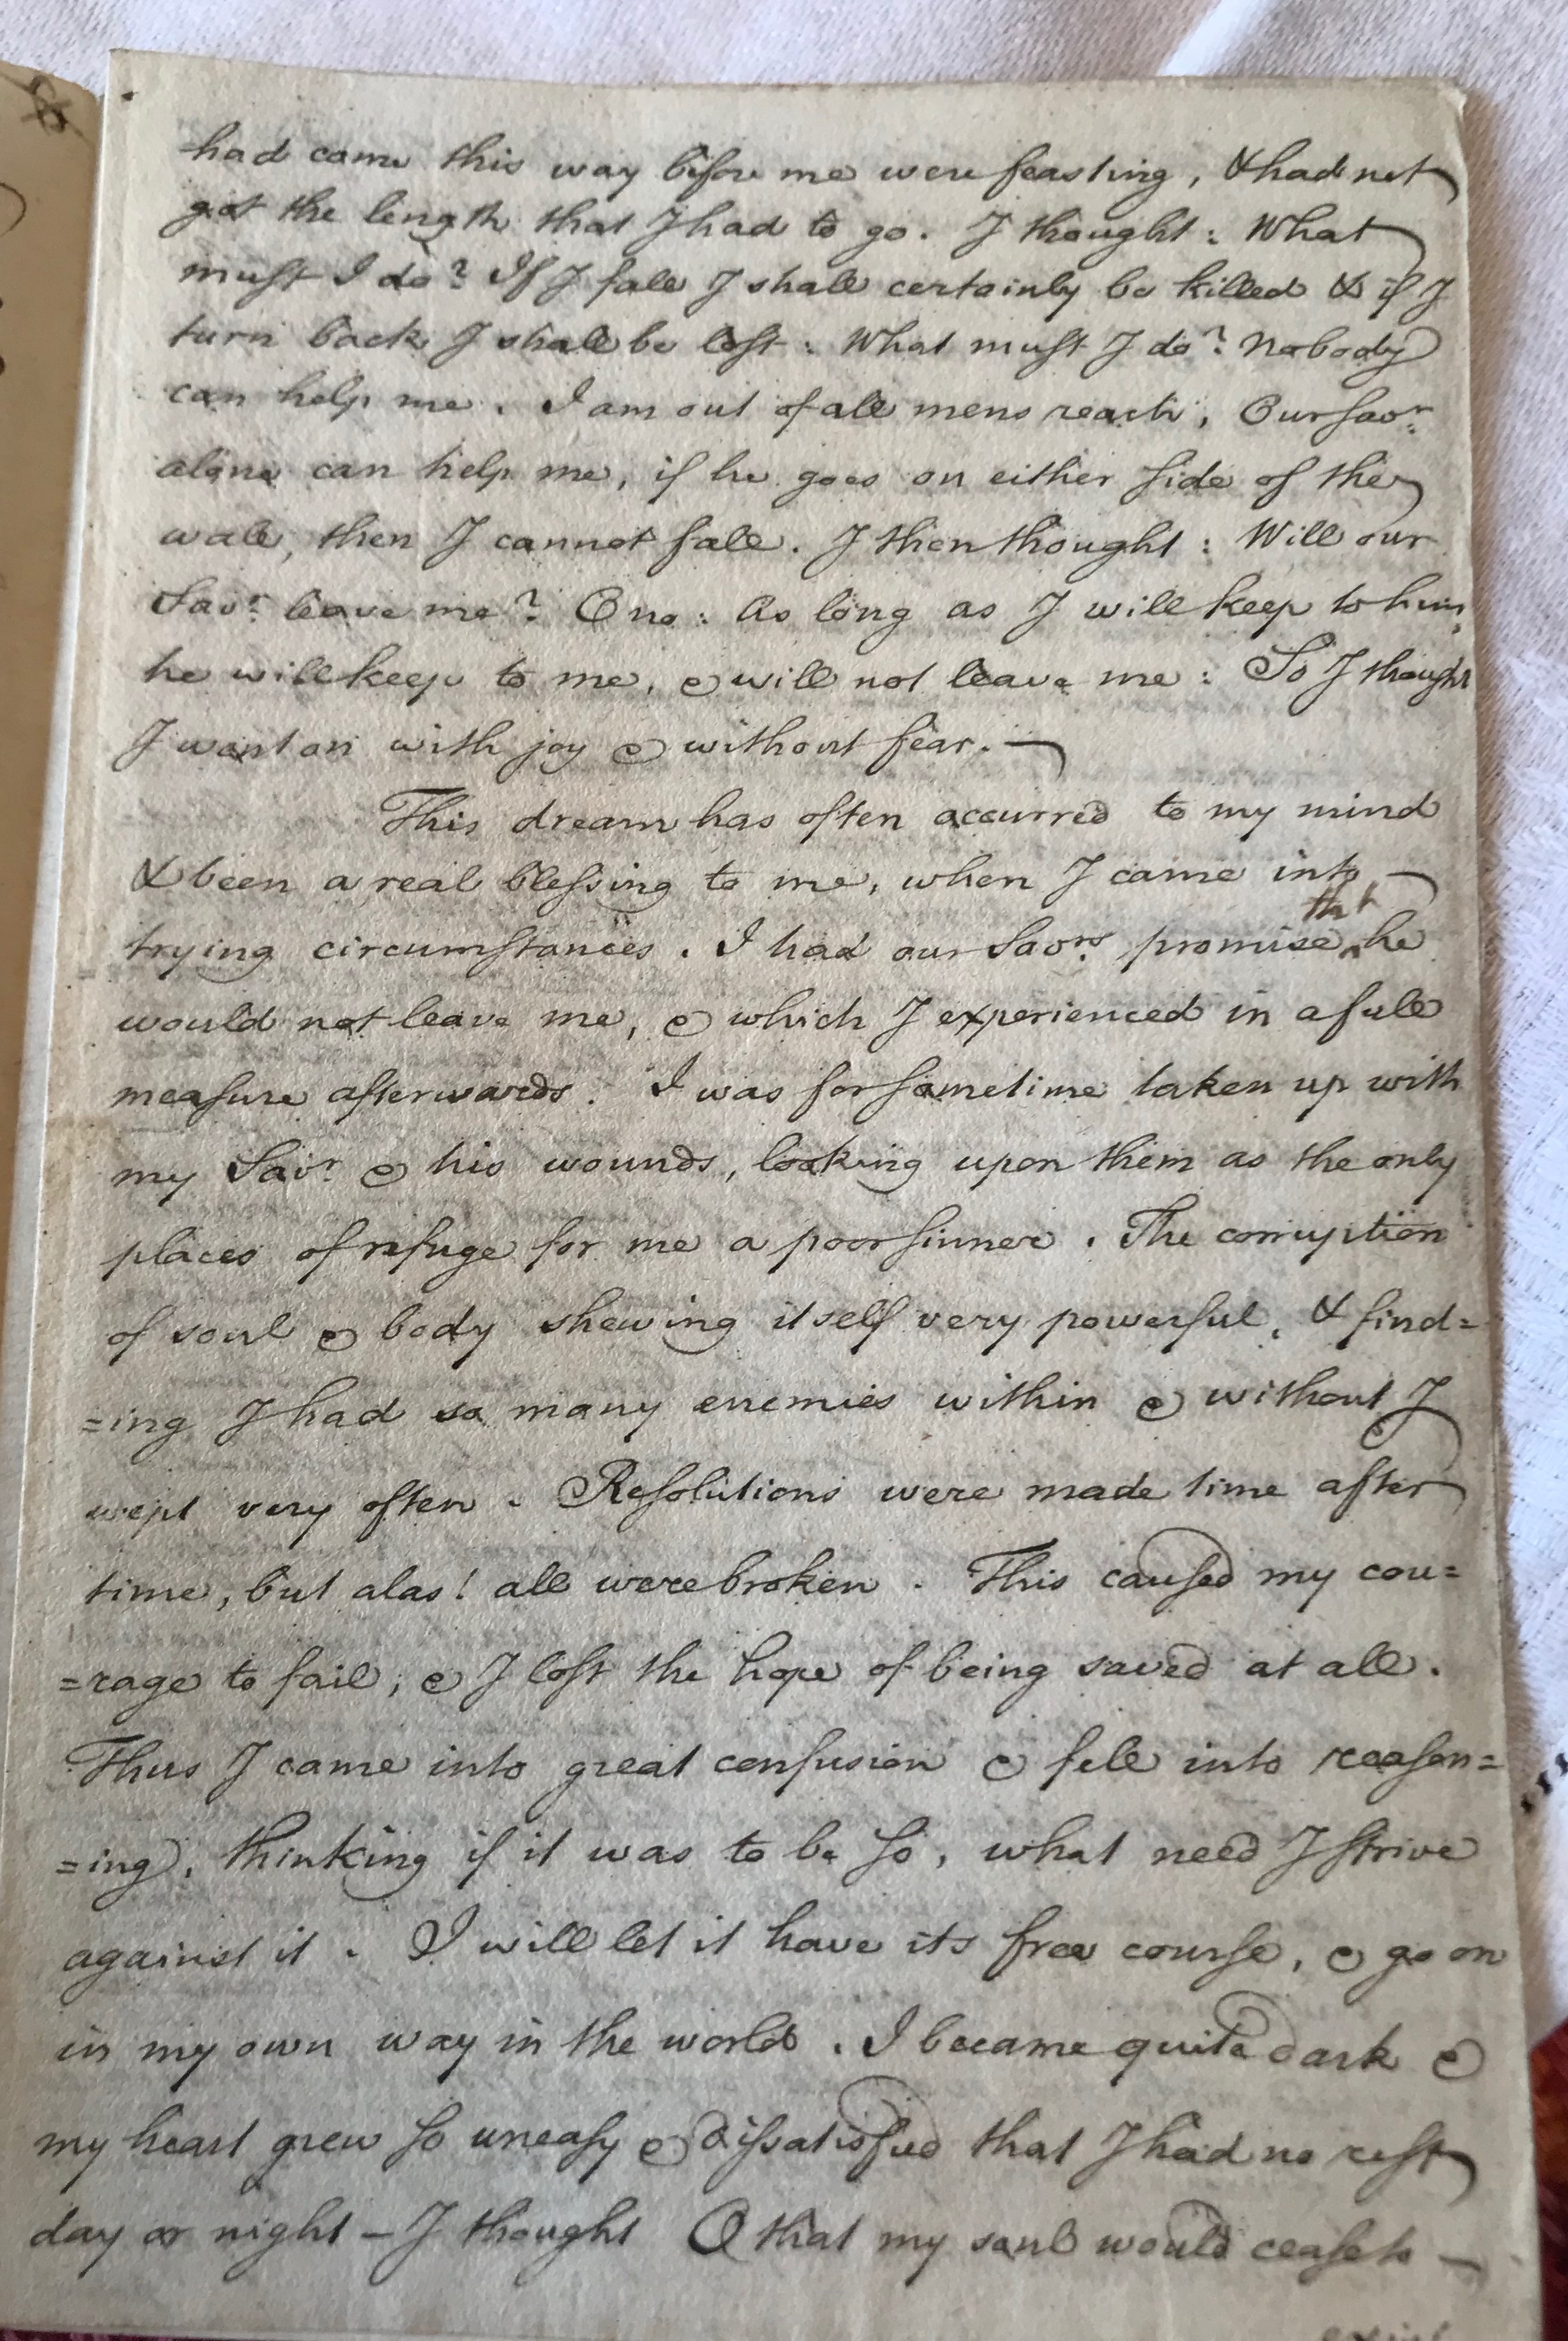 had came this way before me were feasting, & had not
got the length that I had to go. I thought: What
must I do? If I fall I shall certainly be killed & if I
turn back I shall be lost: What must I do? Nobody
can help me. I am out of all mens reach, Our Savr.
alone can help me, if he goes on either side of the
wall, then I cannot fall. I then thought: Will our
Savr. leave me? O no: As long as I will keep to him,
he will keep to me, & will not leave me: So I thought
I went on with joy & without fear. —
This dream has often occurred to my mind
& been a real blessing to me, when I came into —
trying circumstances. I had our Savrs. promise, that he
would not leave me, & which I experienced in a full
measure afterwards. I was for sometime taken up with
my Savr. & his wounds, looking upon them as the only
places of refuge for me a poor sinner. The corruption
of soul & body shewing itself very powerful, & find=
=ing I had so many enemies within & without I
wept very often. Resolutions were made time after
time, but alas! all were broken. This caused my cou=
=rage to fail; & I lost the hope of being saved at all.
Thus I came into great confusion & fell into reason=
=ing, thinking if it was to be so, what need I strive
against it. I will let it have its free course, & go on
in my own way in the world. I became quite dark &
my heart grew so uneasy & dissatisfied that I had no rest
day or night — I thought O that my soul would cease to —
exist